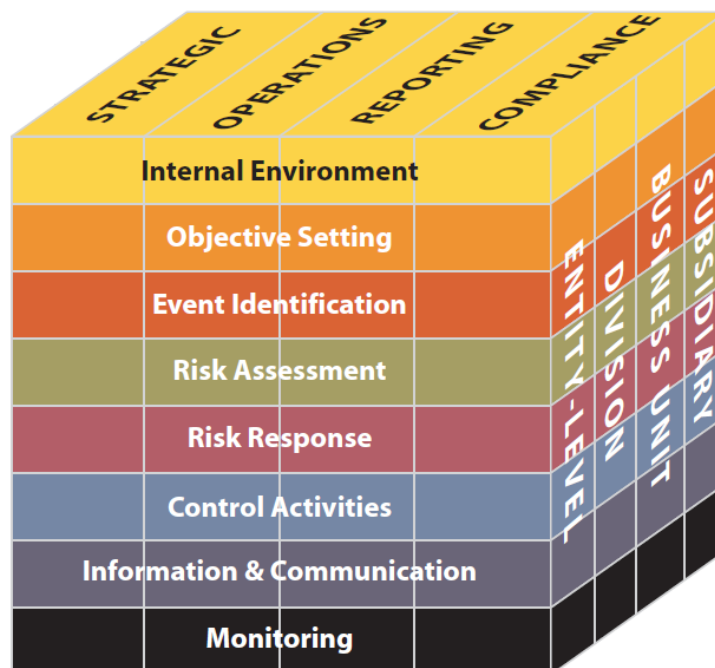 STRATEGIC
OPERATIONS
REPORTING
COMPLIANCE
Internal Environment
Objective Setting
Event Identification
Risk Assessment
Risk Response
Control Activities
Information & Communication
Monitoring
ENTITY-LEVEL
DIVISION
BUSINESS UNIT
SUBSIDIARY